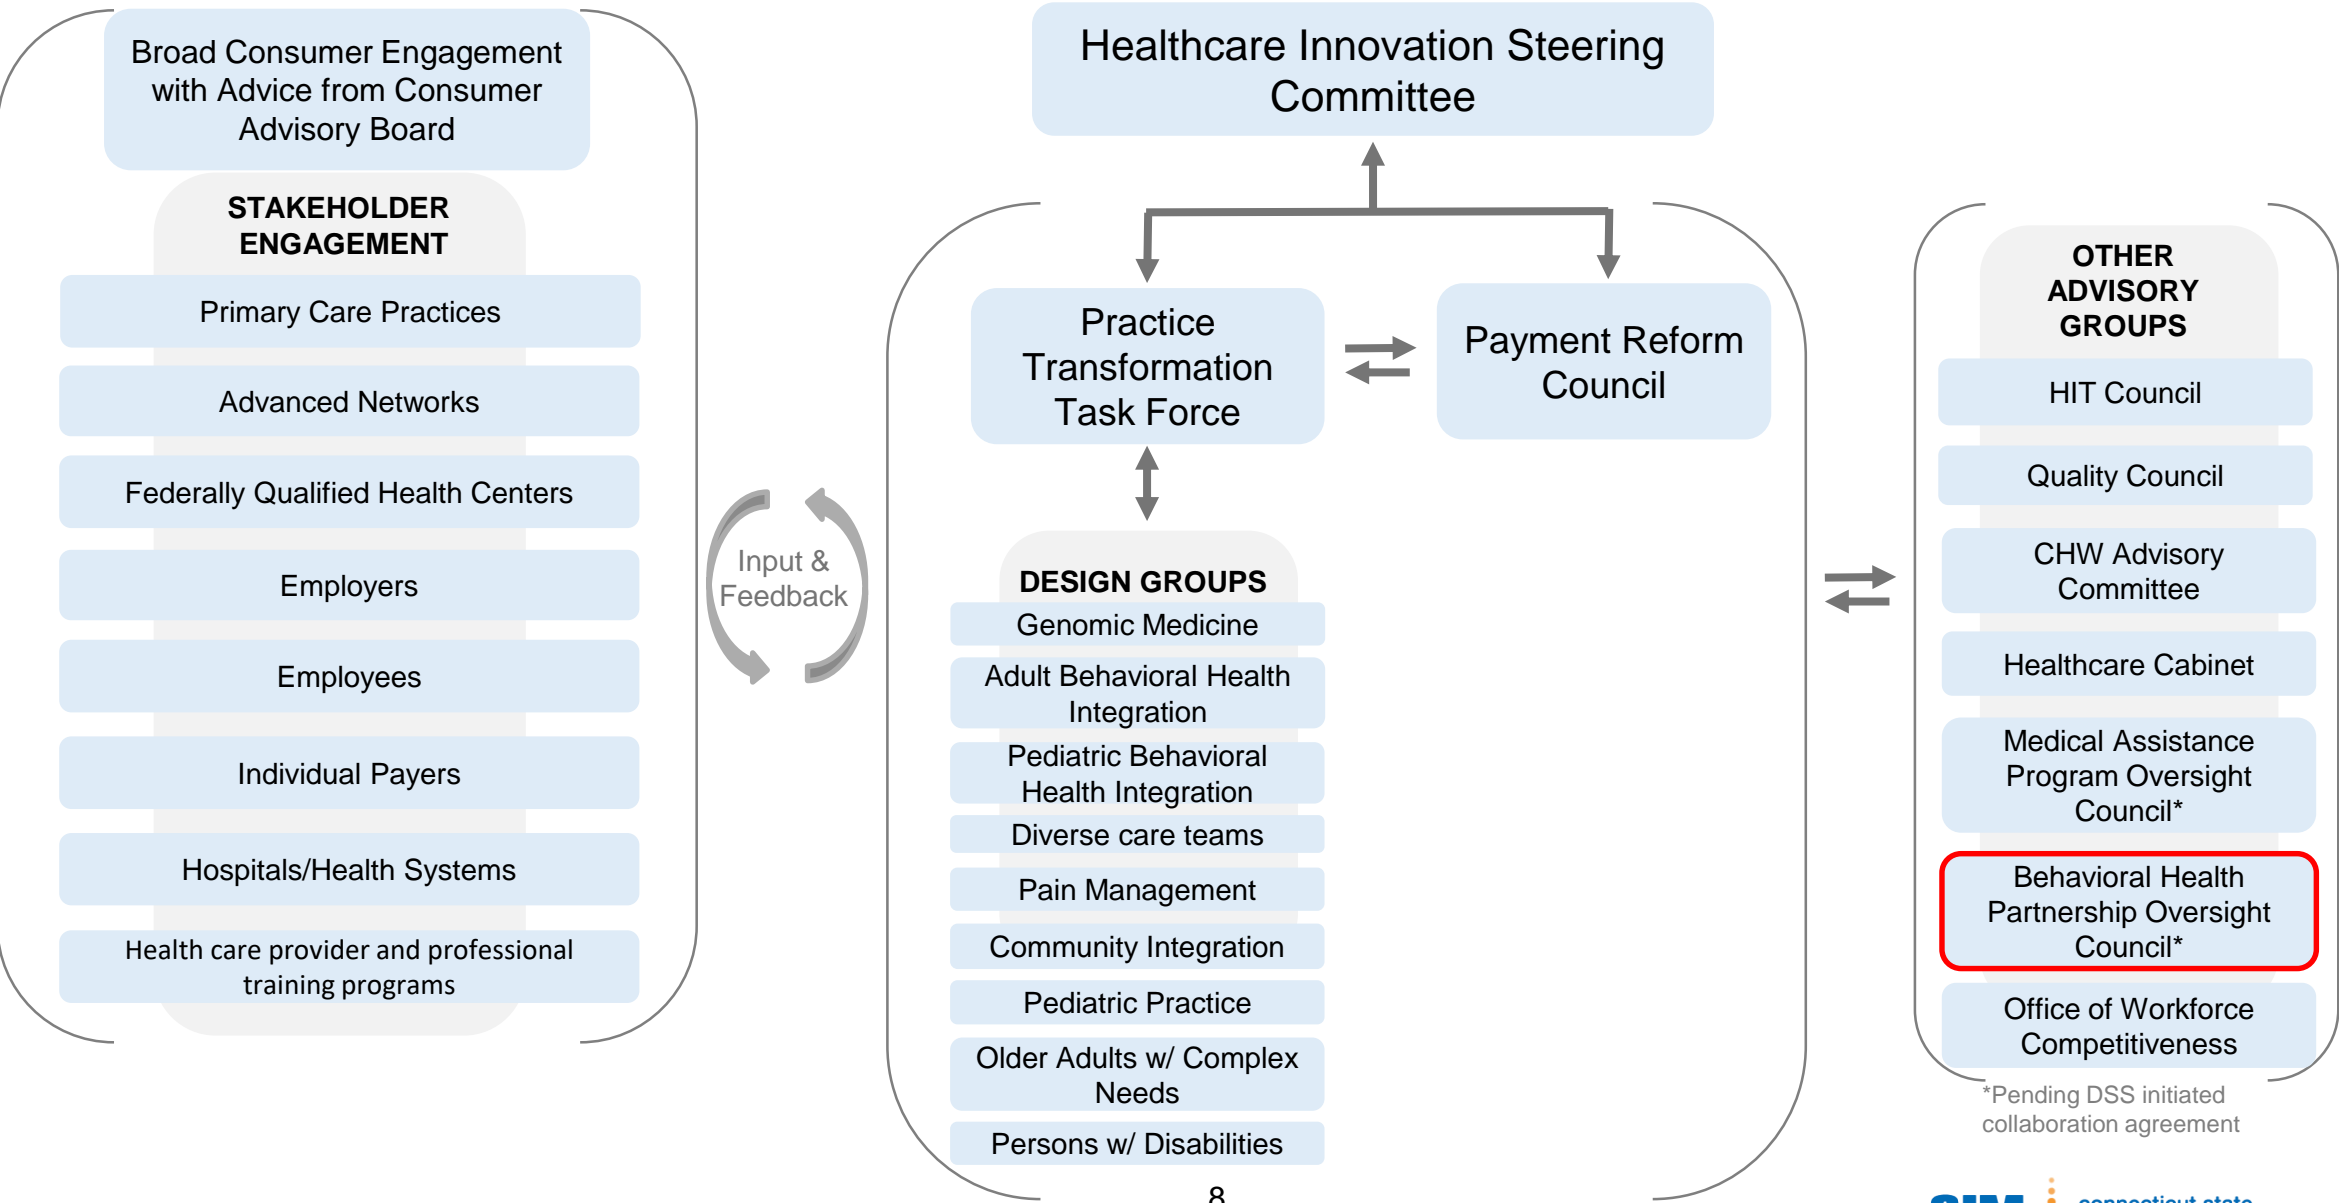 Broad Consumer Engagement
with Advice from Consumer
Advisory Board
STAKEHOLDER
ENGAGEMENT
Primary Care Practices
Advanced Networks
Federally Qualified Health Centers
Employers
Employees
Individual Payers
Hospitals/Health Systems
Health care provider and professional
training programs
Input &
Feedback
Healthcare Innovation Steering
Committee
Practice
Transformation
Task Force
Payment Reform
Council
DESIGN GROUPS
Genomic Medicine
Adult Behavioral Health
Integration
Pediatric Behavioral
Health Integration
Diverse care teams
Pain Management
Community Integration
Pediatric Practice
Older Adults w/ Complex
Needs
Persons w/ Disabilities
OTHER
ADVISORY
GROUPS
HIT Council
Quality Council
CHW Advisory
Committee
Healthcare Cabinet
Medical Assistance
Program Oversight
Council*
Behavioral Health
Partnership Oversight
Council*
Office of Workforce
Competitiveness
*Pending DSS initiated
collaboration agreement
8
SIM
connecticut state